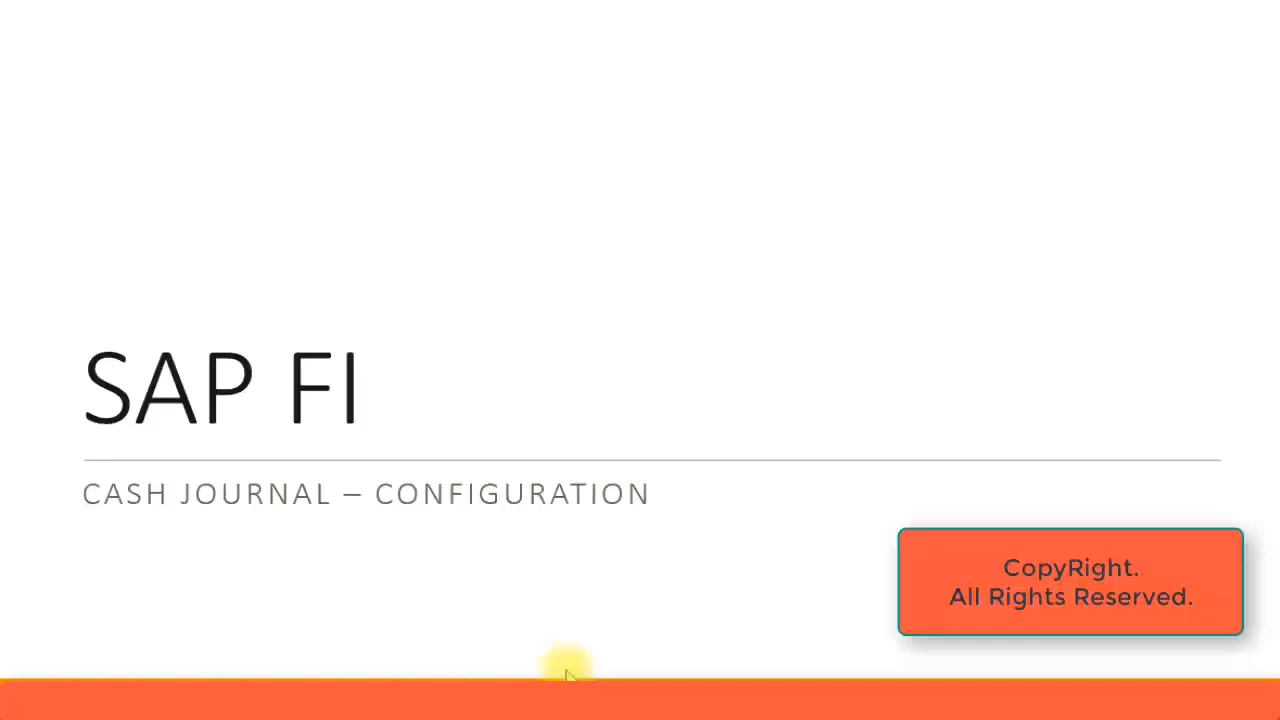 SAP FI
CASH JOURNAL – CONFIGURATION
CopyRight.
All Rights Reserved.